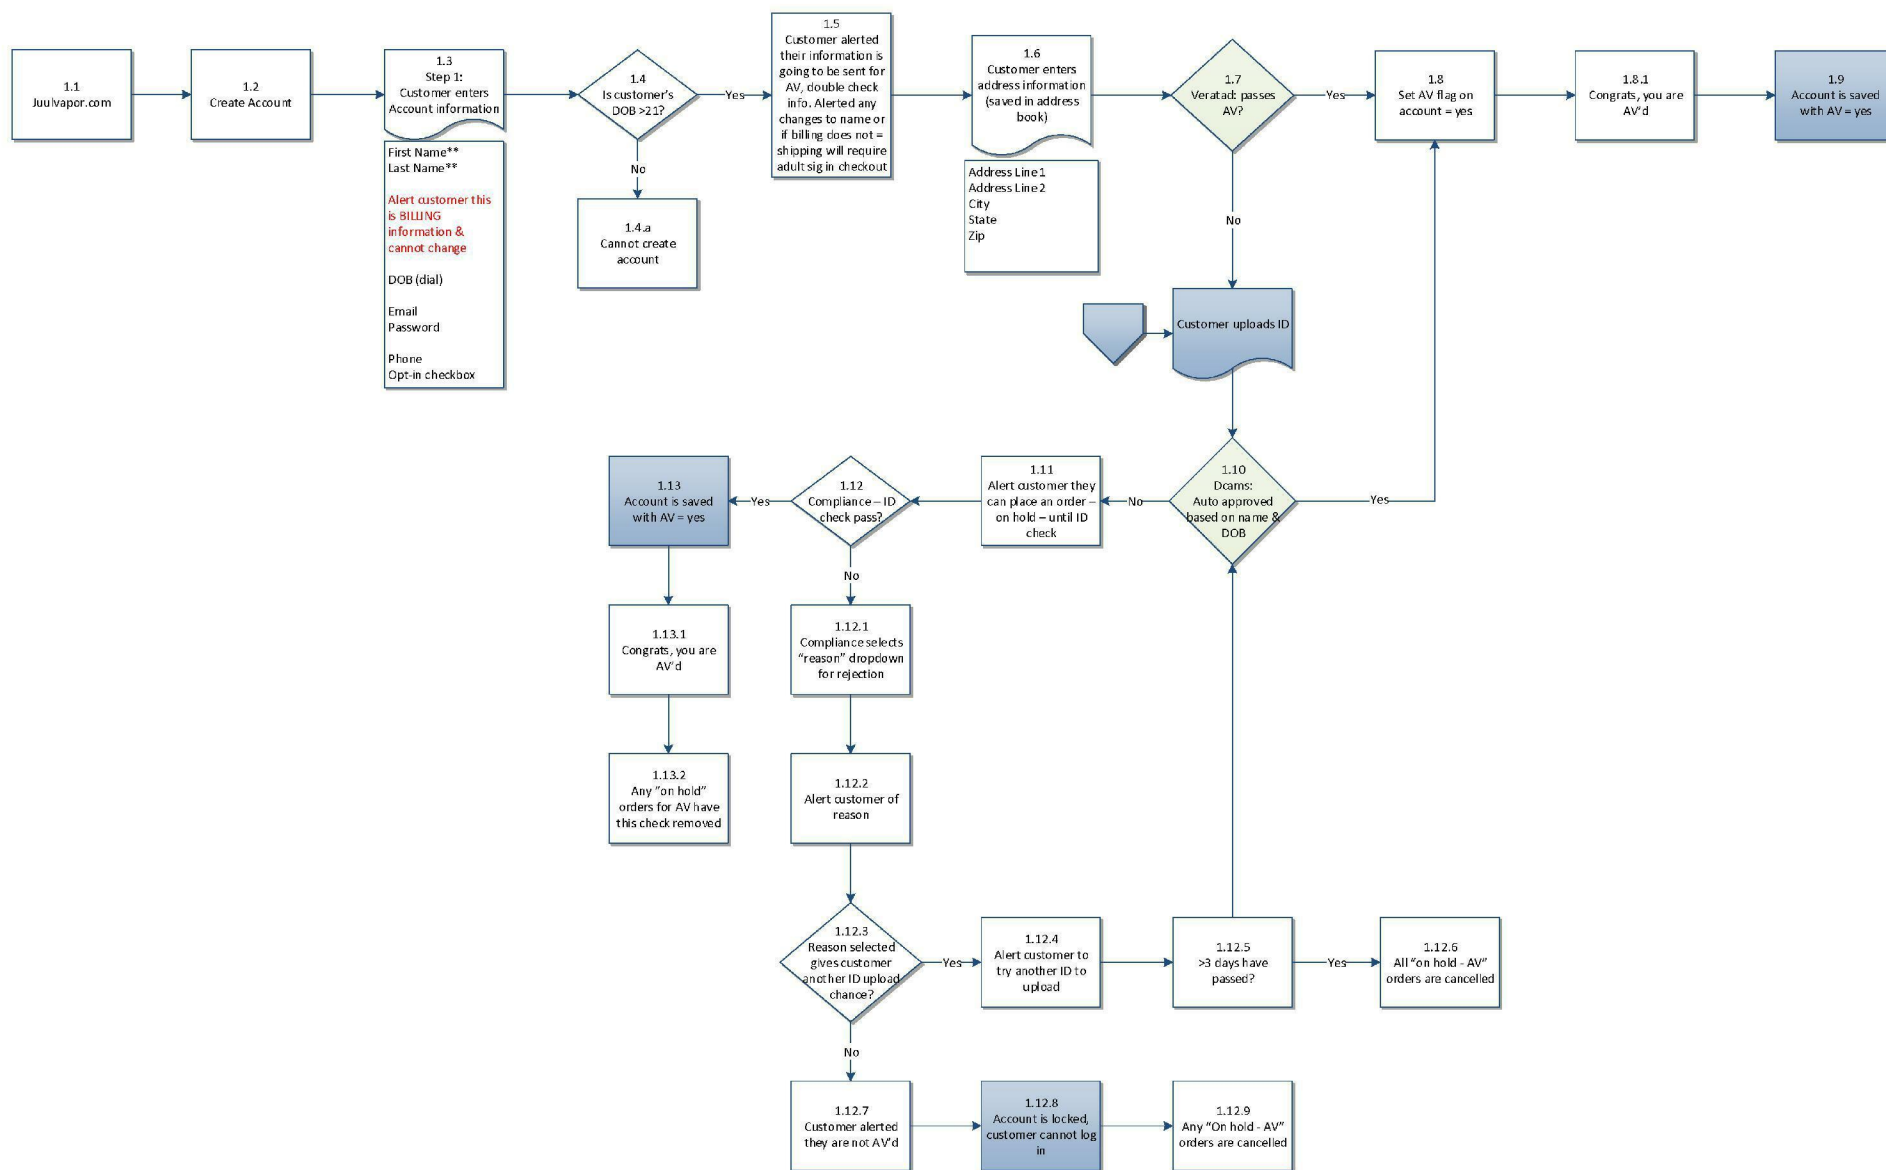 1.1
Juulvapor.com
1.2
Create Account
1.3
Step 1:
Customer enters
Account information
First Name**
Last Name**
Alert customer this
is BILLING
information &
cannot change
DOB (dial)
Email
Password
Phone
Opt-in checkbox
1.4
Is customer's
DOB >21?
Yes
No
1.4.a
Cannot create
account
1.5
Customer alerted
their information is
going to be sent for
AV, double check
info. Alerted any
changes to name or
if billing does not =
shipping will require
adult sig in checkout
1.6
Customer enters
address information
(saved in address
book)
Address Line 1
Address Line 2
City
State
Zip
1.7
Veratad: passes
AV?
Yes
No
1.8
Set AV flag on
account = yes
1.8.1
Congrats, you are
AV'd
1.9
Account is saved
with AV = yes
Customer uploads ID
1.10
Dcams:
Auto approved
based on name &
DOB
Yes
No
1.11
Alert customer they
can place an order –
on hold – until ID
check
1.12
Compliance – ID
check pass?
Yes
No
1.13
Account is saved
with AV = yes
1.13.1
Congrats, you are
AV'd
1.13.2
Any "on hold"
orders for AV have
this check removed
1.12.1
Compliance selects
"reason" dropdown
for rejection
1.12.2
Alert customer of
reason
1.12.3
Reason selected
gives customer
another ID upload
chance?
Yes
No
1.12.4
Alert customer to
try another ID to
upload
1.12.5
>3 days have
passed?
Yes
1.12.6
All "on hold - AV"
orders are cancelled
1.12.7
Customer alerted
they are not AV'd
1.12.8
Account is locked,
customer cannot log
in
1.12.9
Any "On hold - AV"
orders are cancelled